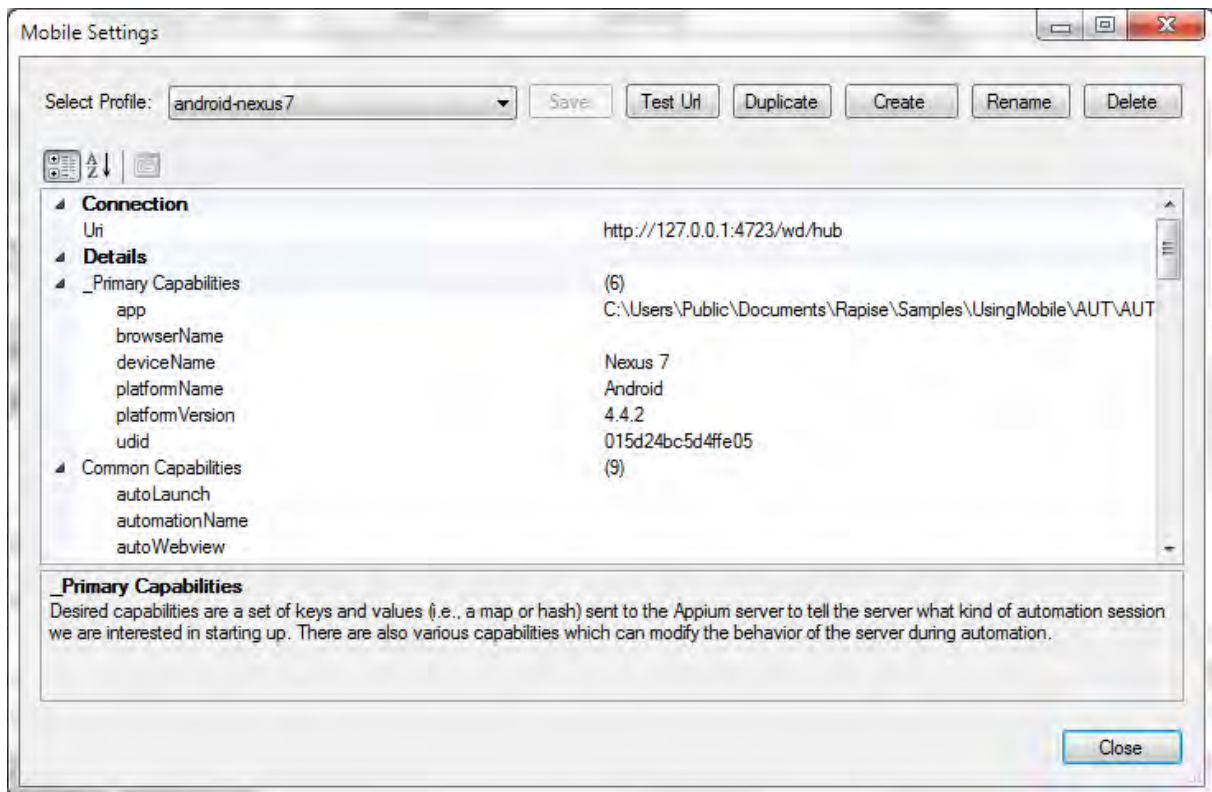 Mobile Settings
Select Profile: android-nexus7 Save Test Url Duplicate Create Rename Delete
Connection
Uri http://127.0.0.1:4723/wd/hub
Details
_Primary Capabilities (6)
app C:\Users\Public\Documents\Rapise\Samples\UsingMobile\AUT\AUT
browserName
deviceName Nexus 7
platformName Android
platformVersion 4.4.2
udid 015d24bc5d4ffe05
Common Capabilities (9)
autoLaunch
automationName
autoWebview
_Primary Capabilities
Desired capabilities are a set of keys and values (i.e., a map or hash) sent to the Appium server to tell the server what kind of automation session
we are interested in starting up. There are also various capabilities which can modify the behavior of the server during automation.
Close